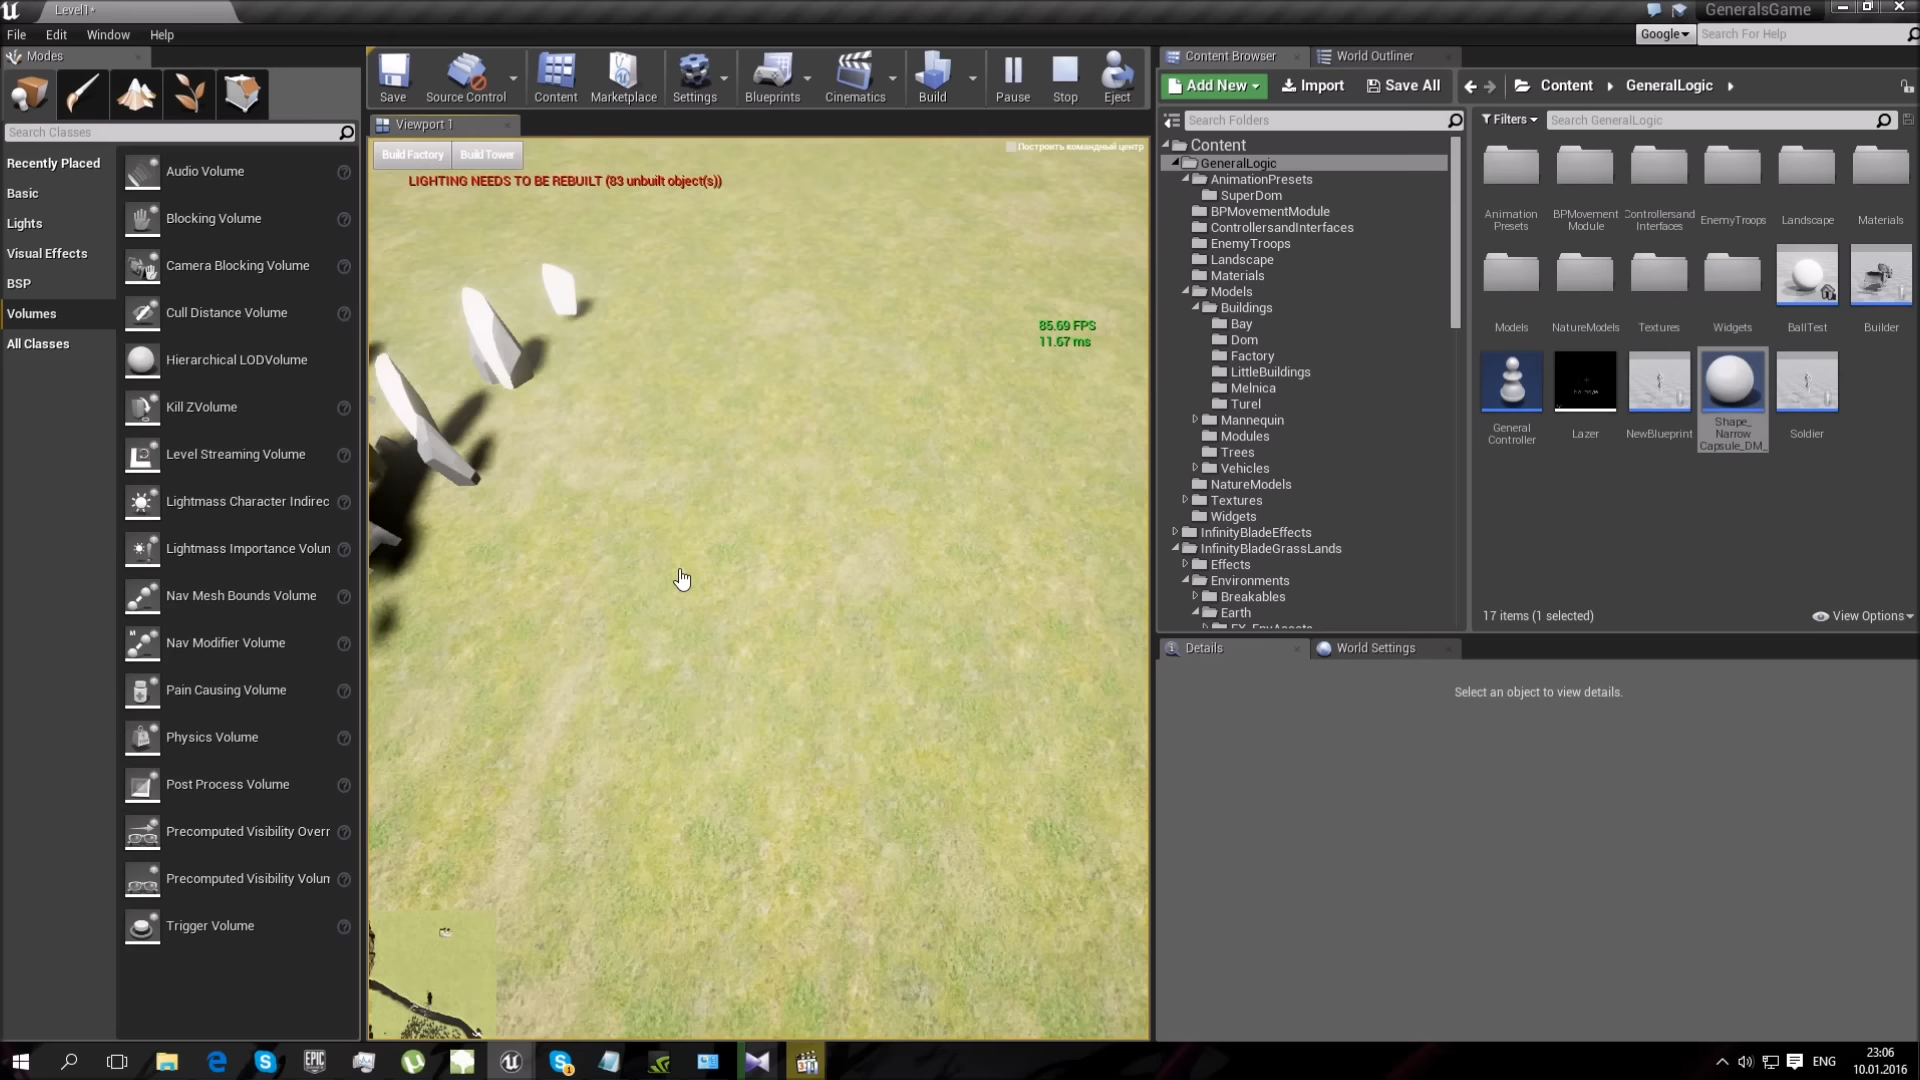 Level1*
GeneralsGame
File Edit Window Help
Google
Search For Help
Modes
Search Classes
Recently Placed
Basic
Lights
Visual Effects
BSP
Volumes
All Classes
Audio Volume
Blocking Volume
Camera Blocking Volume
Cull Distance Volume
Hierarchical LODVolume
Kill ZVolume
Level Streaming Volume
Lightmass Character Indirec
Lightmass Importance Volun
Nav Mesh Bounds Volume
Nav Modifier Volume
Pain Causing Volume
Physics Volume
Post Process Volume
Precomputed Visibility Overr
Precomputed Visibility Volun
Trigger Volume
Save
Source Control
Content
Marketplace
Settings
Blueprints
Cinematics
Build
Pause
Stop
Eject
Viewport 1
Build Factory
Build Tower
Построить командный центр
LIGHTING NEEDS TO BE REBUILT (83 unbuilt object(s))
85.69 FPS
11.67 ms
Content Browser
World Outliner
Add New
Import
Save All
Content
GeneralLogic
Search Folders
Filters
Search GeneralLogic
Content
GeneralLogic
AnimationPresets
SuperDom
BPMovementModule
ControllersandInterfaces
EnemyTroops
Landscape
Materials
Models
Buildings
Bay
Dom
Factory
LittleBuildings
Melnica
Turel
Mannequin
Modules
Trees
Vehicles
NatureModels
Textures
Widgets
InfinityBladeEffects
InfinityBladeGrassLands
Effects
Environments
Breakables
Earth
EX_EnvAssets
Animation
Presets
BPMovement
Module
Controllersand
Interfaces
EnemyTroops
Landscape
Materials
Models
NatureModels
Textures
Widgets
BallTest
Builder
General
Controller
Lazer
NewBlueprint
Shape_
Narrow
Capsule_DM_
Soldier
17 items (1 selected)
View Options
Details
World Settings
Select an object to view details.
EPIC
ENG
23:06
10.01.2016